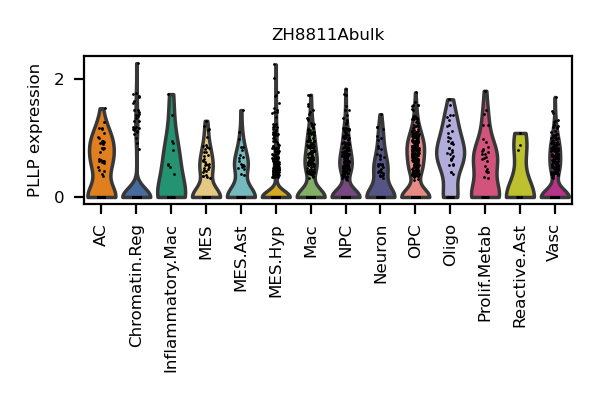 ZH8811Abulk
PLLP expression
2
0
AC
Chromatin.Reg
Inflammatory.Mac
MES
MES.Ast
MES.Hyp
Mac
NPC
Neuron
OPC
Oligo
Prolif.Metab
Reactive.Ast
Vasc